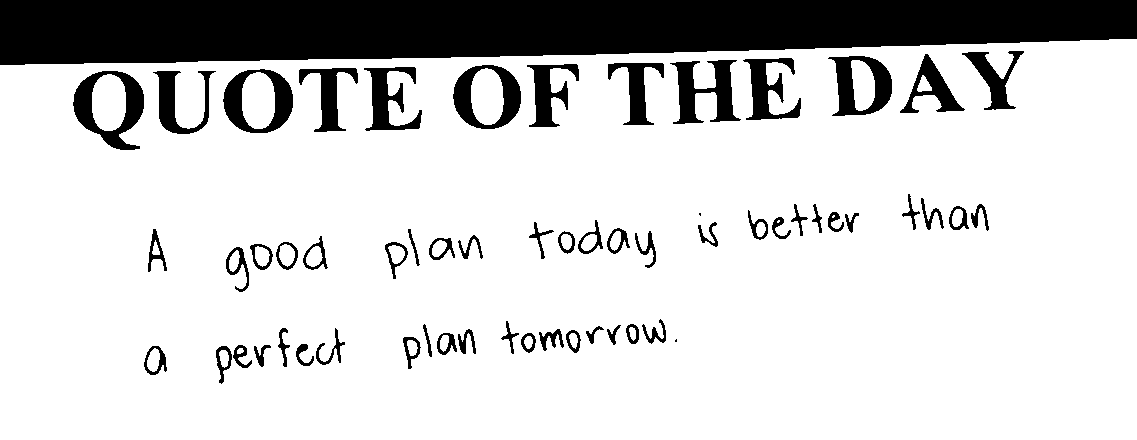 QUOTE OF THE DAY
A good plan today is better than
a perfect plan tomorrow.